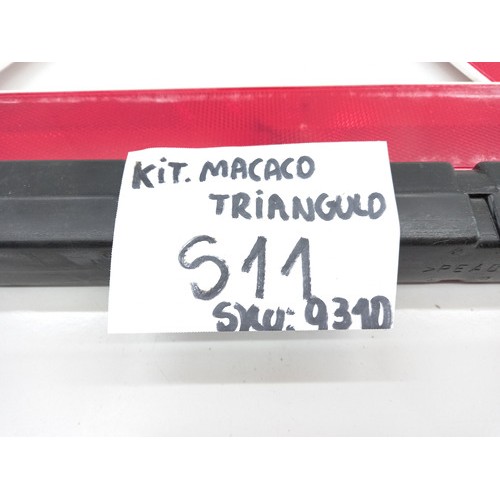 KIT. MACACO
TRIANGULO
S11
SKU: 9310